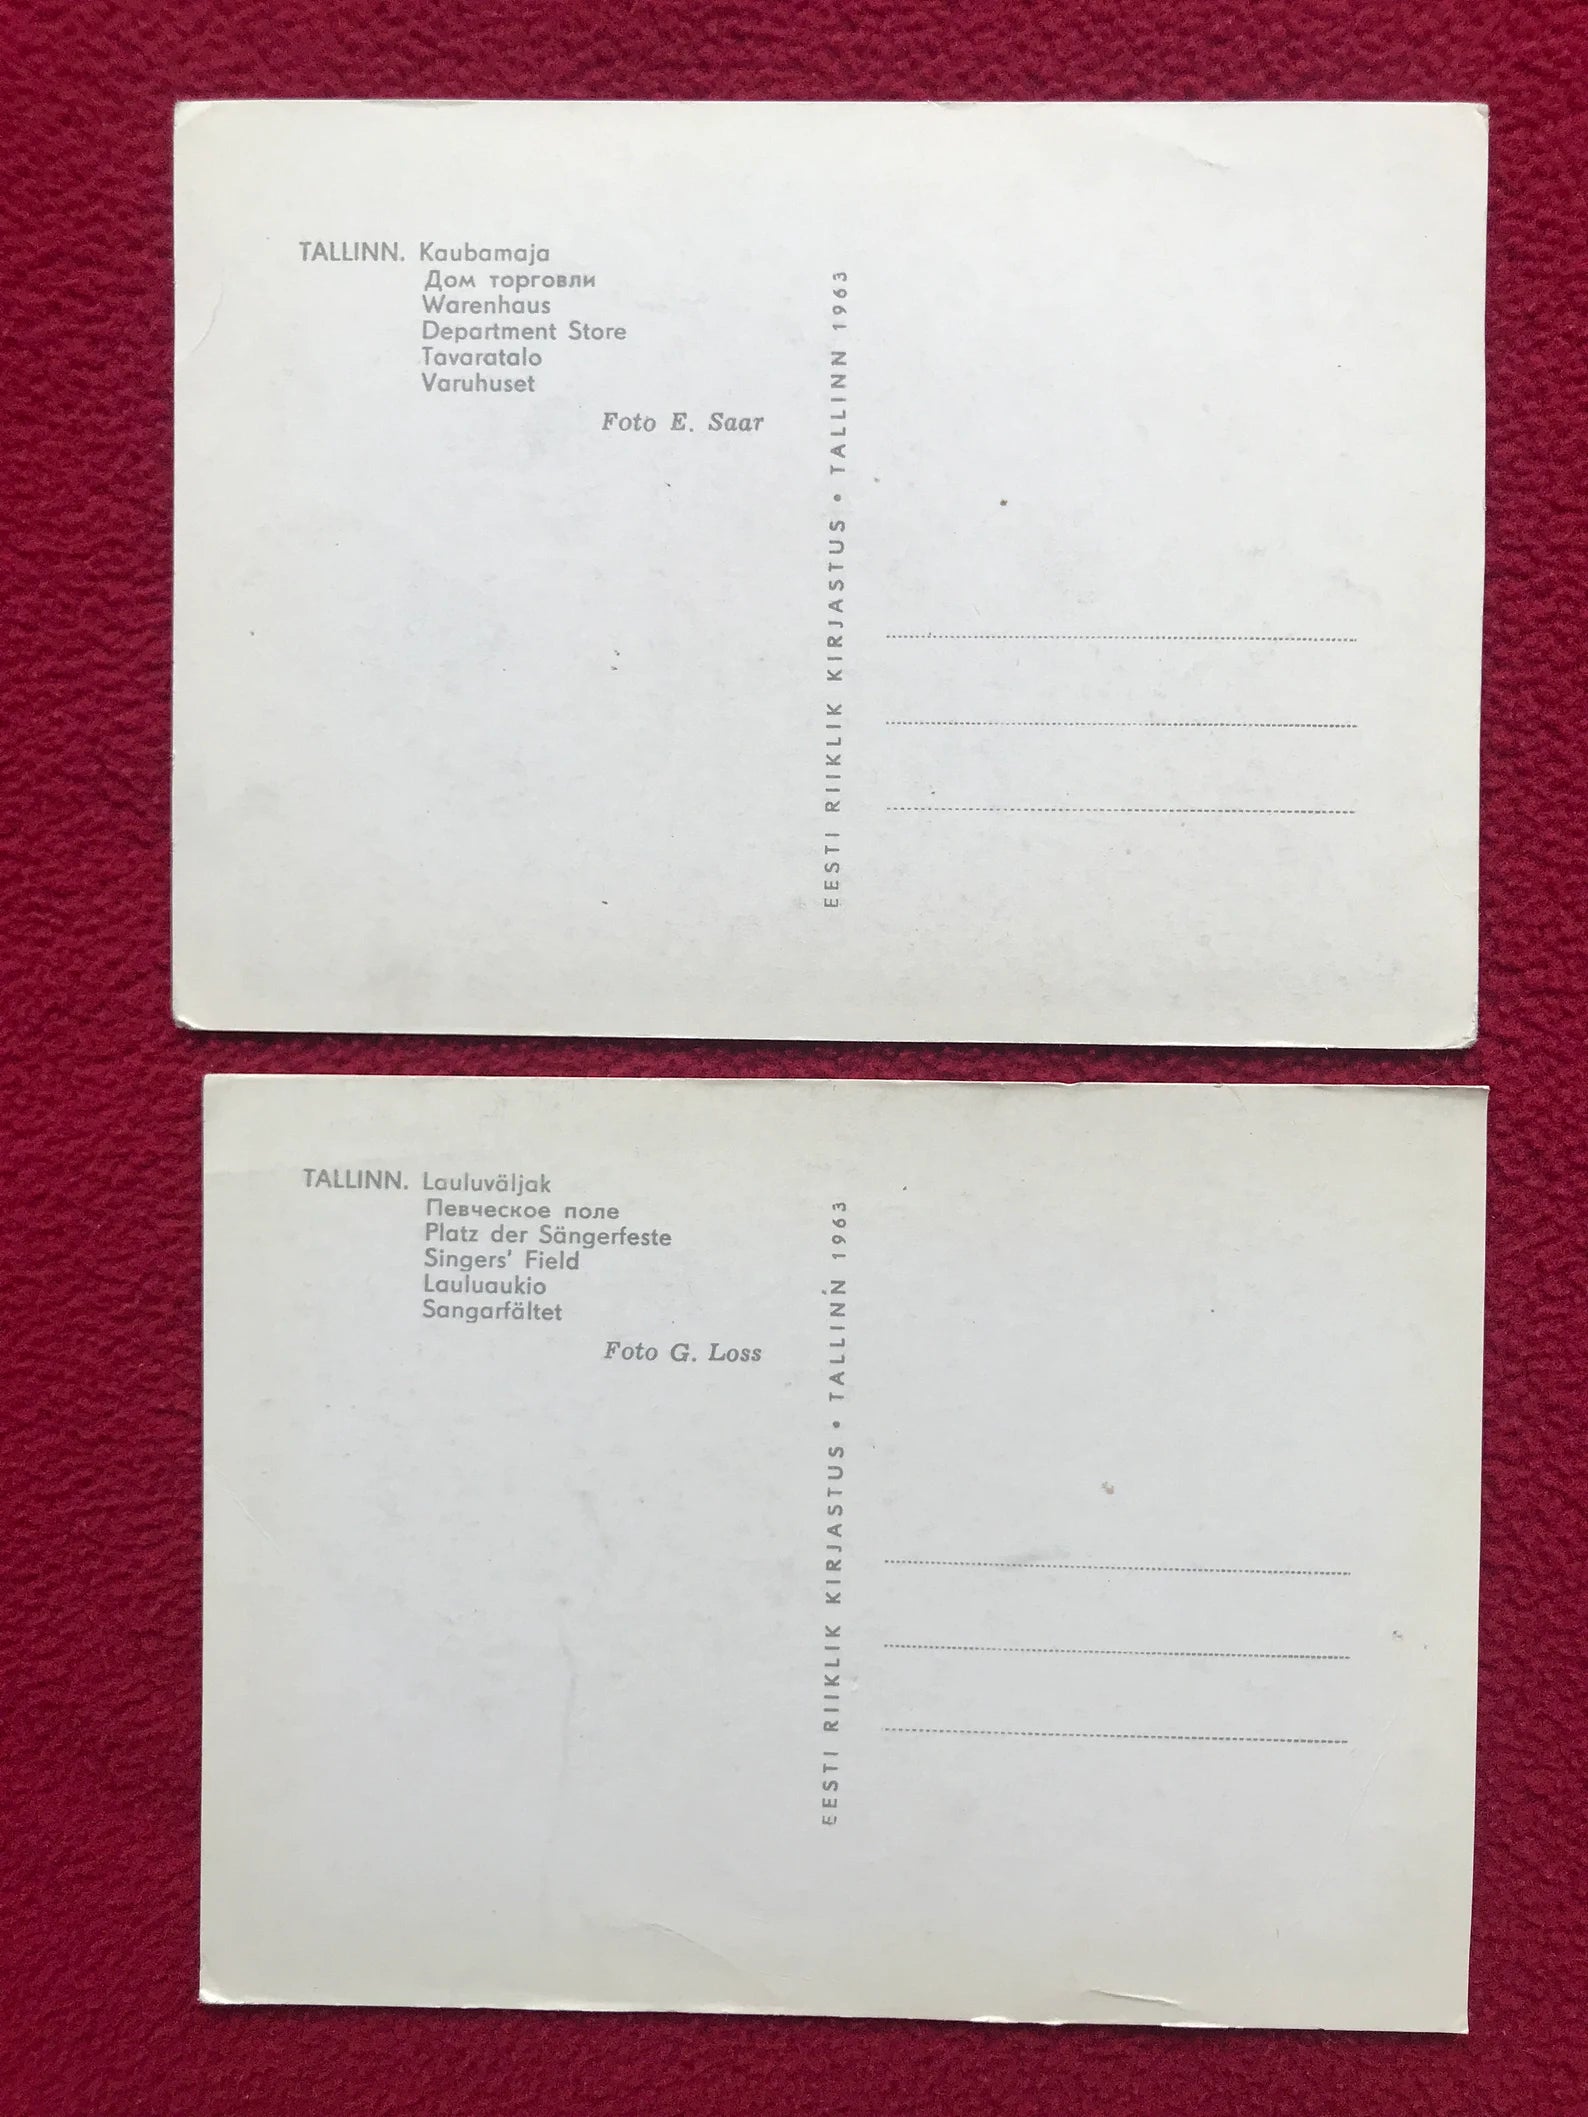 TALLINN. Kaubamaja
Дом торговли
Warenhaus
Department Store
Tavaratalo
Varuhuset
Foto E. Saar
EESTI RIIKLIK KIRJASTUS • TALLINN 1963
TALLINN. Lauluväljak
Певческое поле
Platz der Sängerfeste
Singers' Field
Lauluaukio
Sangarfältet
Foto G. Loss
EESTI RIIKLIK KIRJASTUS • TALLINN 1963